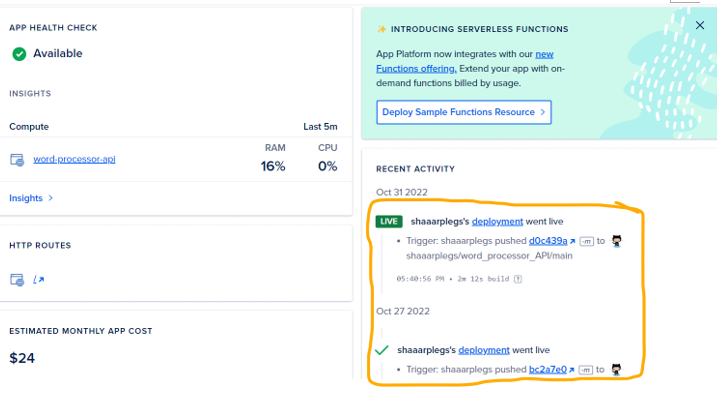 APP HEALTH CHECK
Available
INSIGHTS
Compute Last 5m
RAM CPU
word-processor-api 16% 0%
Insights >
HTTP ROUTES
/
ESTIMATED MONTHLY APP COST
$24
✨ INTRODUCING SERVERLESS FUNCTIONS
App Platform now integrates with our new
Functions offering. Extend your app with on-
demand functions billed by usage.
Deploy Sample Functions Resource >
RECENT ACTIVITY
Oct 31 2022
LIVE shaaarplegs's deployment went live
• Trigger: shaaarplegs pushed d0c439a to
shaaarplegs/word_processor_API/main
05:40:56 PM • 2m 12s build
Oct 27 2022
shaaarplegs's deployment went live
• Trigger: shaaarplegs pushed bc2a7e0 to